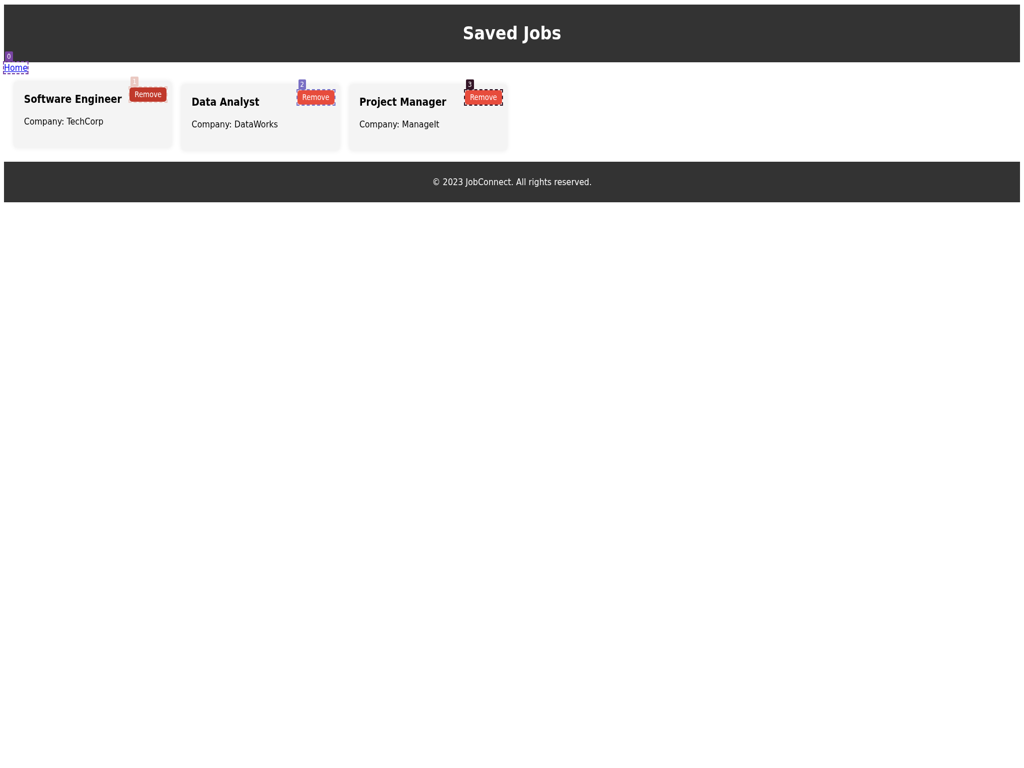 Saved Jobs
0
Home
1
Software Engineer
Remove
Company: TechCorp
2
Data Analyst
Remove
Company: DataWorks
3
Project Manager
Remove
Company: ManageIt
© 2023 JobConnect. All rights reserved.